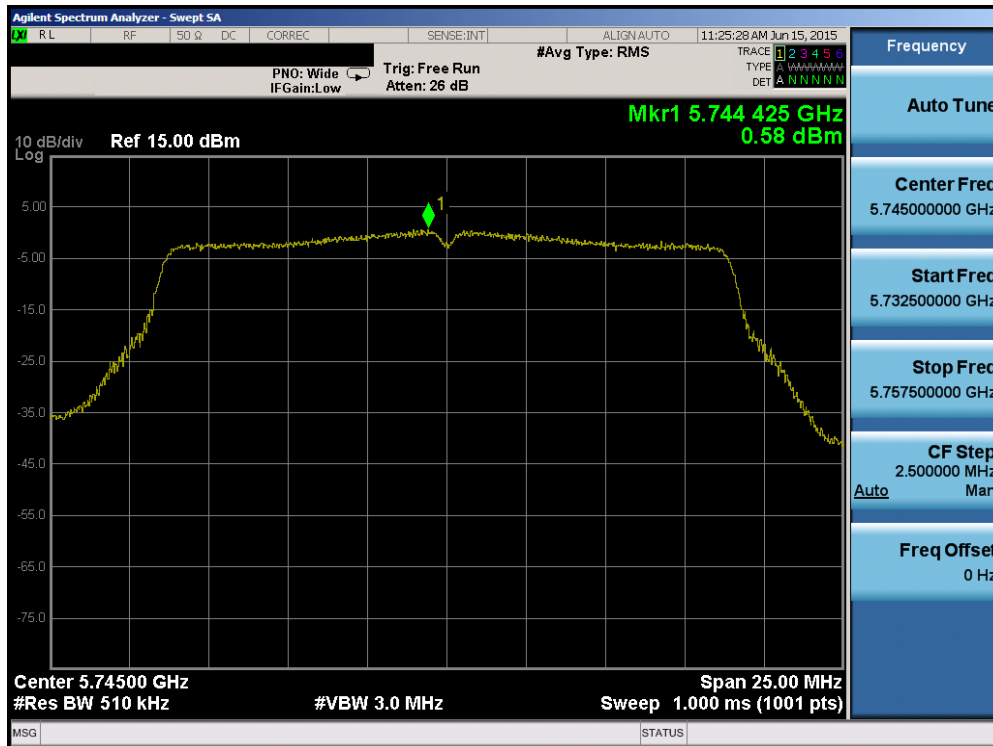 Agilent Spectrum Analyzer - Swept SA
LXI RL RF 50 Ω DC CORREC SENSE:INT ALIGN AUTO 11:25:28 AM Jun 15, 2015
#Avg Type: RMS
TRACE 1 2 3 4 5 6
PNO: Wide Trig: Free Run
TYPE A WWWWW
IFGain:Low Atten: 26 dB
DET A N N N N N
Mkr1 5.744 425 GHz
0.58 dBm
10 dB/div Ref 15.00 dBm
Log
1
5.00
-5.00
-15.0
-25.0
-35.0
-45.0
-55.0
-65.0
-75.0
Center 5.74500 GHz Span 25.00 MHz
#Res BW 510 kHz #VBW 3.0 MHz Sweep 1.000 ms (1001 pts)
MSG STATUS
Frequency
Auto Tune
Center Freq
5.745000000 GHz
Start Freq
5.732500000 GHz
Stop Freq
5.757500000 GHz
CF Step
2.500000 MHz
Auto Man
Freq Offset
0 Hz